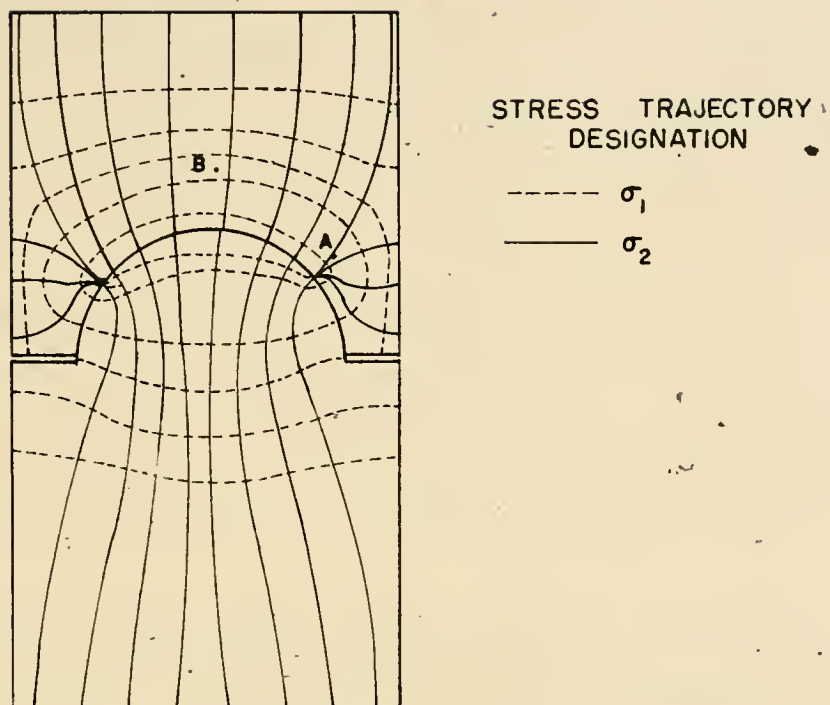 STRESS TRAJECTORY
DESIGNATION
σ₁
σ₂
B.
A